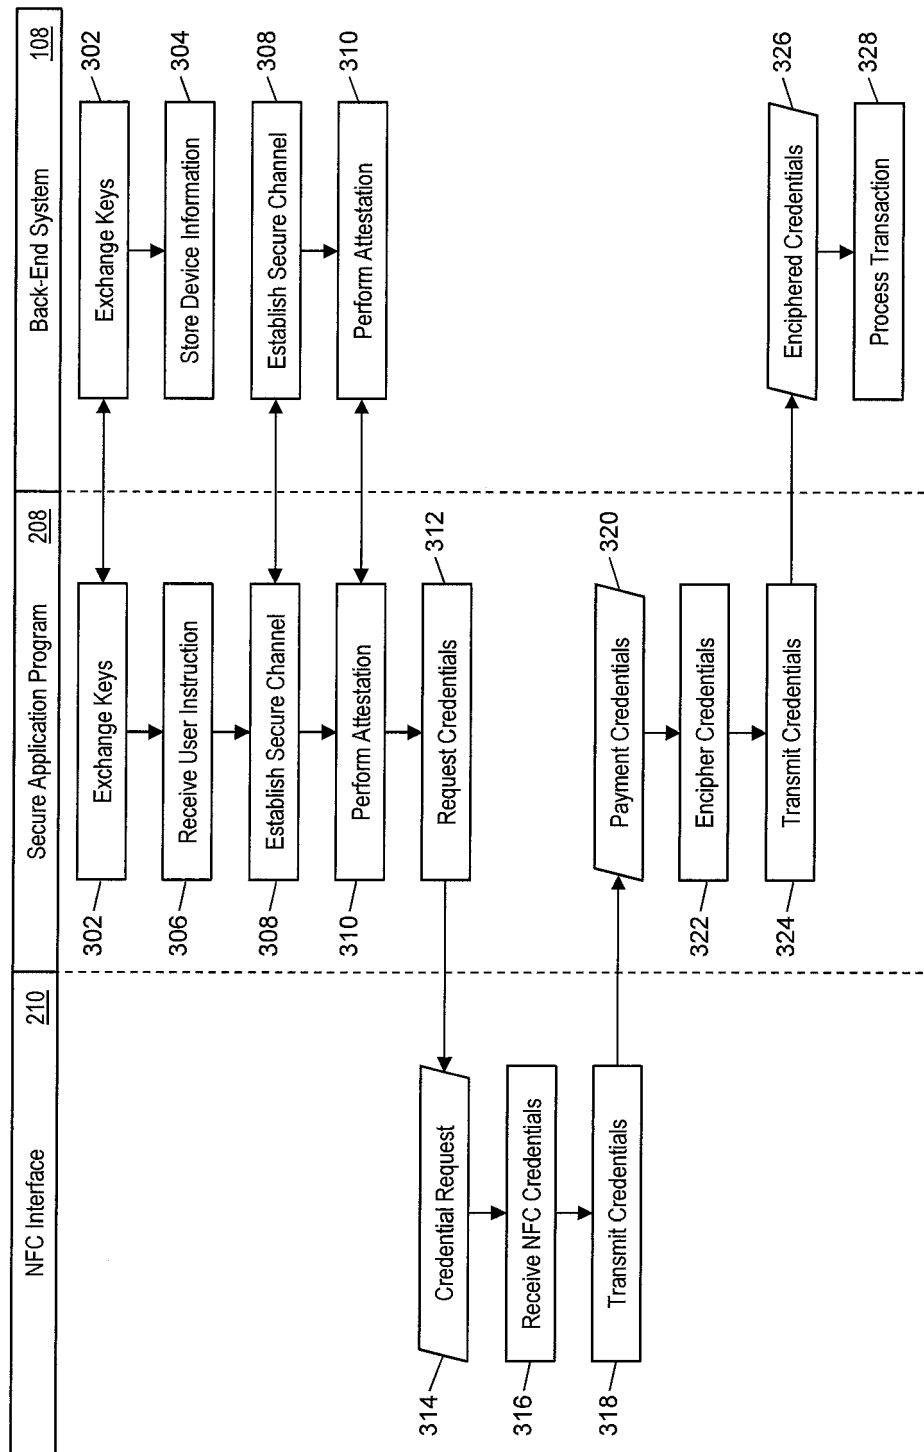 NFC Interface 210
Secure Application Program 208
Back-End System 108
302
Exchange Keys
Exchange Keys
302
306
Receive User Instruction
Store Device Information
304
308
Establish Secure Channel
Establish Secure Channel
308
310
Perform Attestation
Perform Attestation
310
314
Credential Request
Request Credentials
312
316
Receive NFC Credentials
318
Transmit Credentials
Payment Credentials
320
322
Encipher Credentials
324
Transmit Credentials
Enciphered Credentials
326
Process Transaction
328